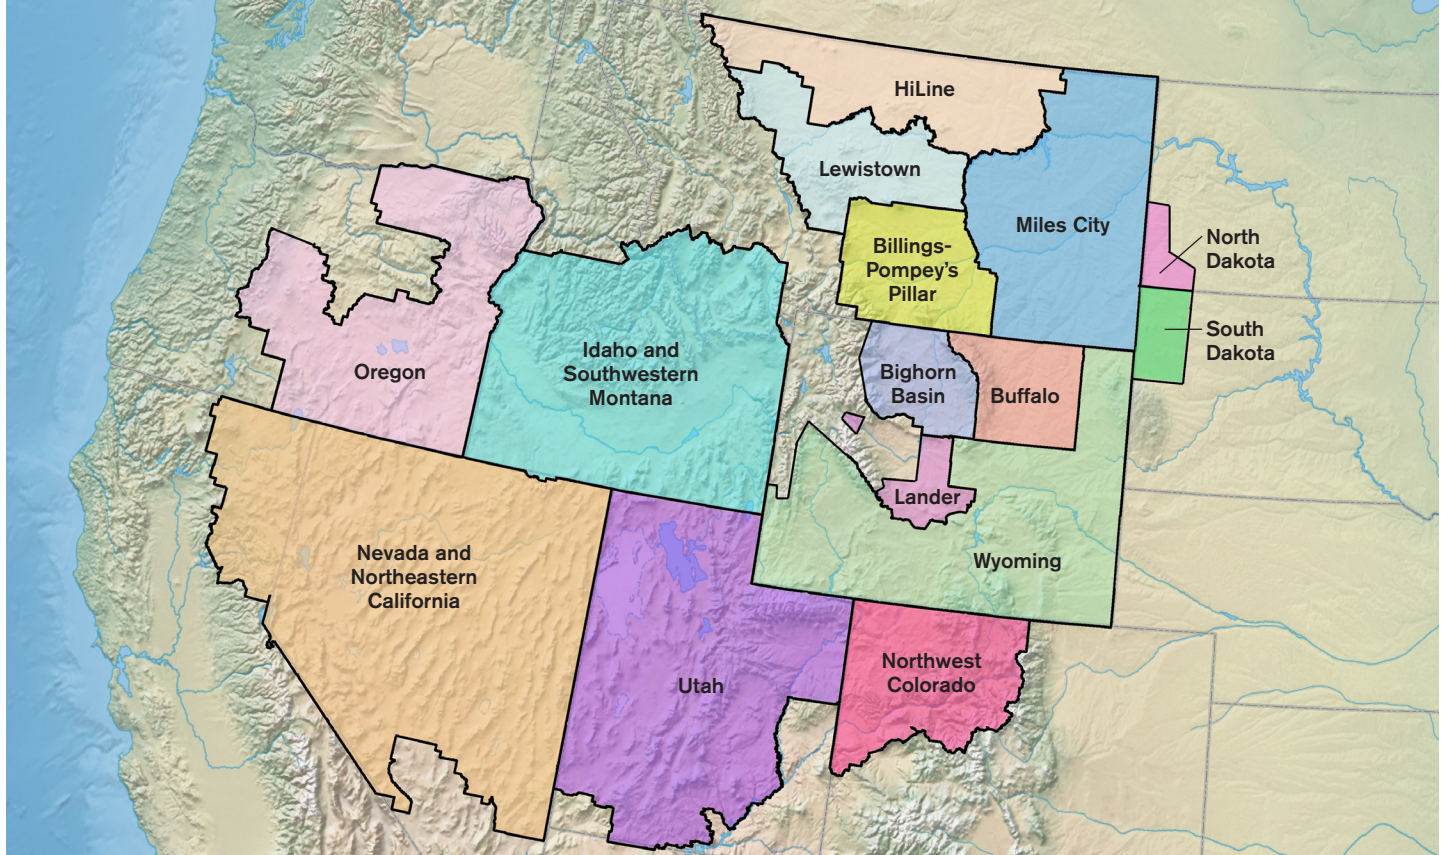 HiLine
Lewistown
Miles City
Billings-
Pompey’s
Pillar
North
Dakota
South
Dakota
Idaho and
Southwestern
Montana
Oregon
Bighorn
Basin
Buffalo
Lander
Wyoming
Nevada and
Northeastern
California
Utah
Northwest
Colorado